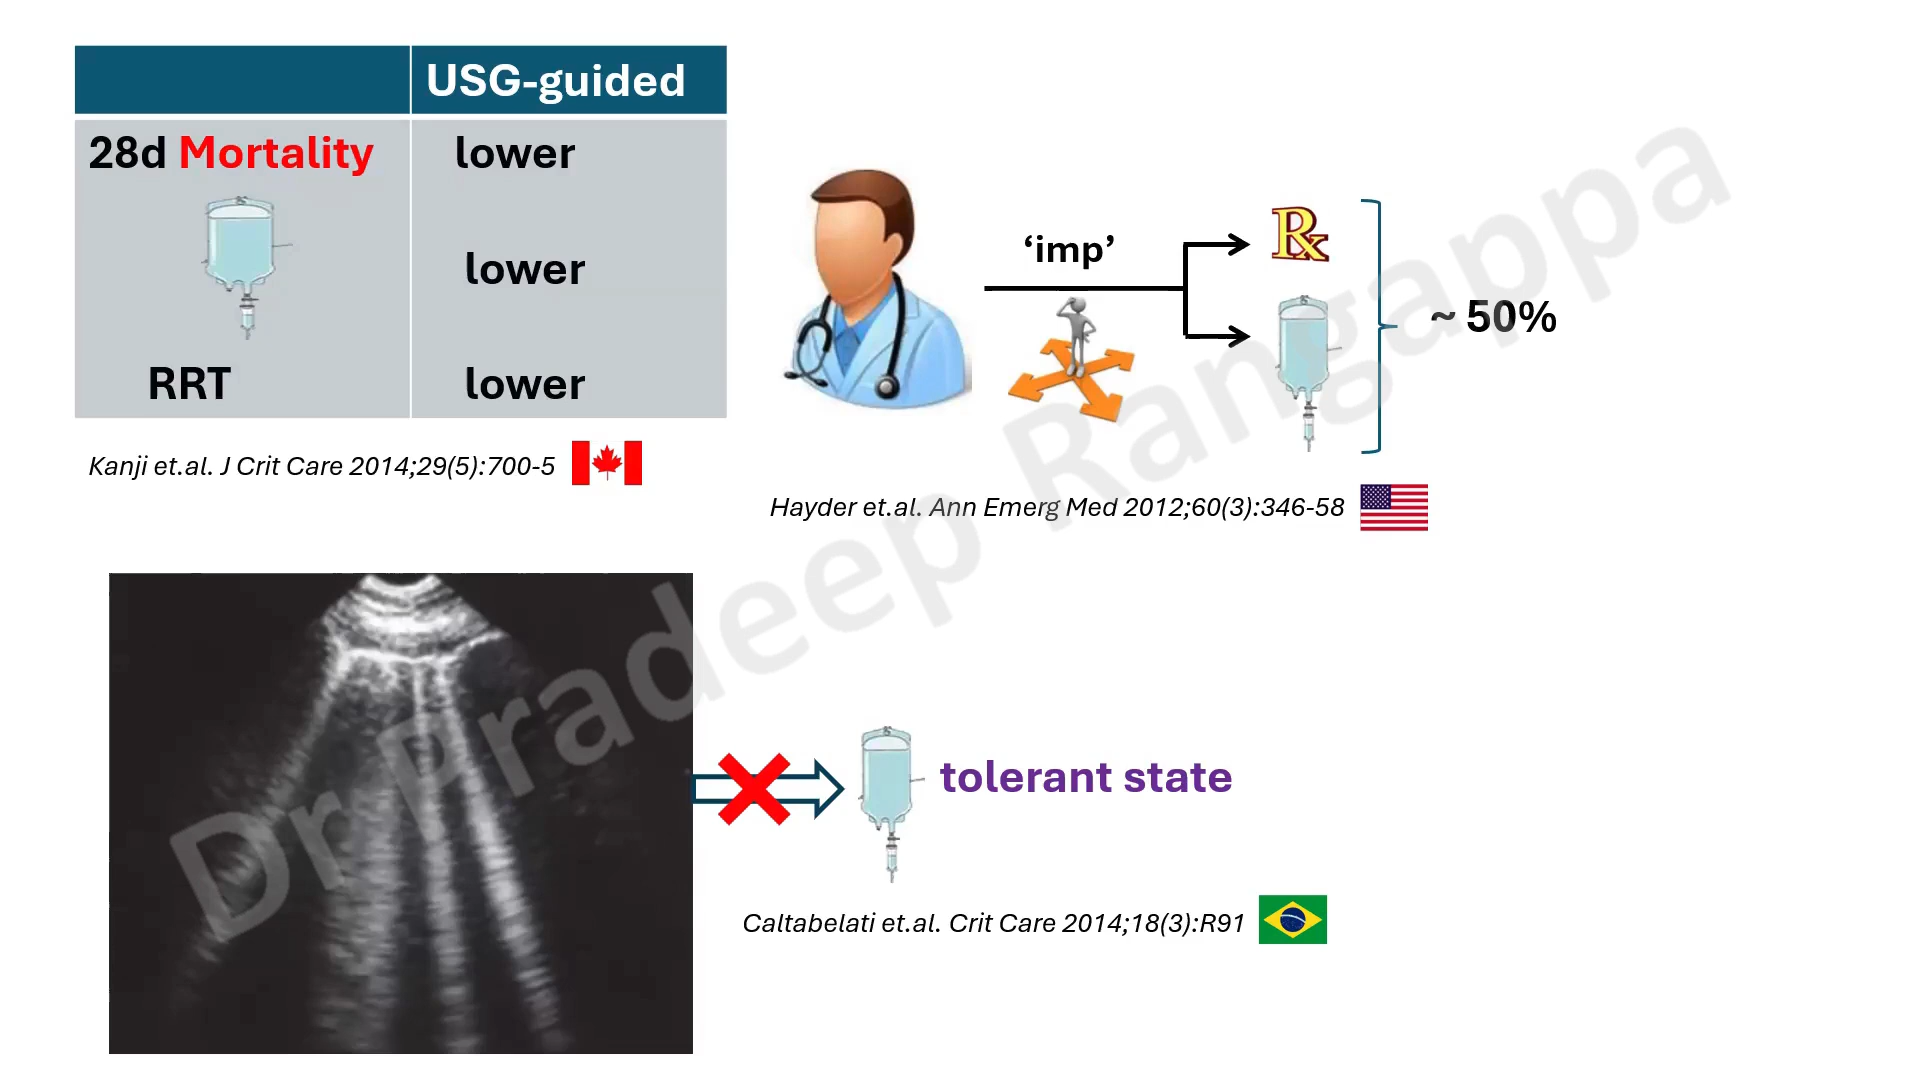 USG-guided
28d Mortality lower
lower
RRT lower
Kanji et.al. J Crit Care 2014;29(5):700-5
‘imp’
Rx
~ 50%
Hayder et.al. Ann Emerg Med 2012;60(3):346-58
tolerant state
Caltabelati et.al. Crit Care 2014;18(3):R91
Dr Pradeep Rangappa